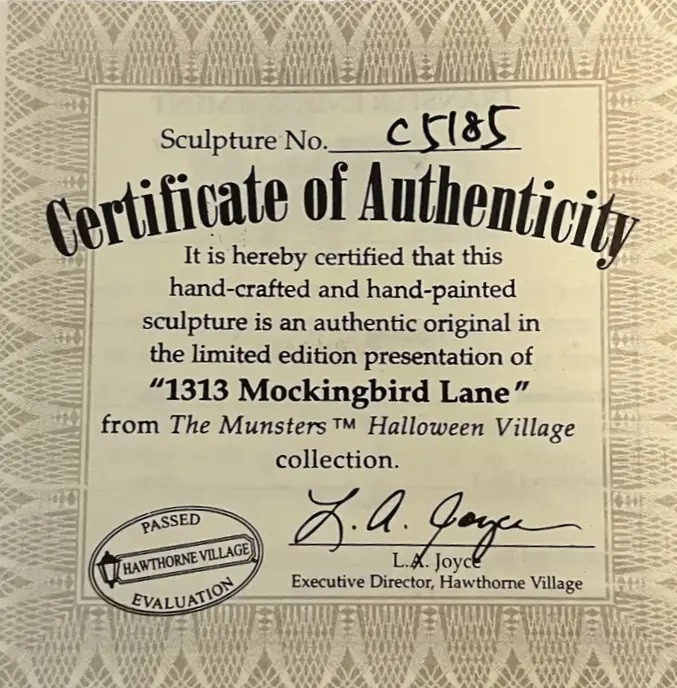 Sculpture No. C5185
Certificate of Authenticity
It is hereby certified that this
hand-crafted and hand-painted
sculpture is an authentic original in
the limited edition presentation of
“1313 Mockingbird Lane”
from The Munsters™ Halloween Village
collection.
L. A. Joyce
L.A. Joyce
Executive Director, Hawthorne Village
PASSED
HAWTHORNE VILLAGE
EVALUATION